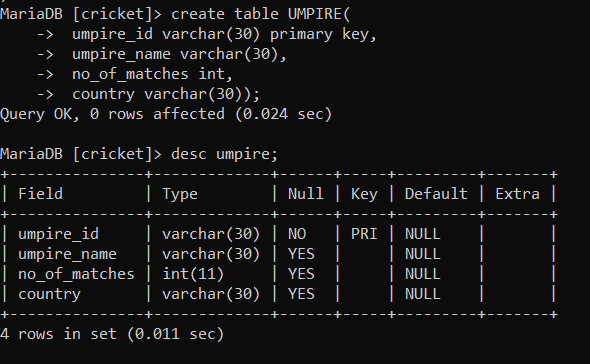 MariaDB [cricket]> create table UMPIRE(
    ->  umpire_id varchar(30) primary key,
    ->  umpire_name varchar(30),
    ->  no_of_matches int,
    ->  country varchar(30));
Query OK, 0 rows affected (0.024 sec)

MariaDB [cricket]> desc umpire;
+---------------+-------------+------+-----+---------+-------+
| Field         | Type        | Null | Key | Default | Extra |
+---------------+-------------+------+-----+---------+-------+
| umpire_id     | varchar(30) | NO   | PRI | NULL    |       |
| umpire_name   | varchar(30) | YES  |     | NULL    |       |
| no_of_matches | int(11)     | YES  |     | NULL    |       |
| country       | varchar(30) | YES  |     | NULL    |       |
+---------------+-------------+------+-----+---------+-------+
4 rows in set (0.011 sec)